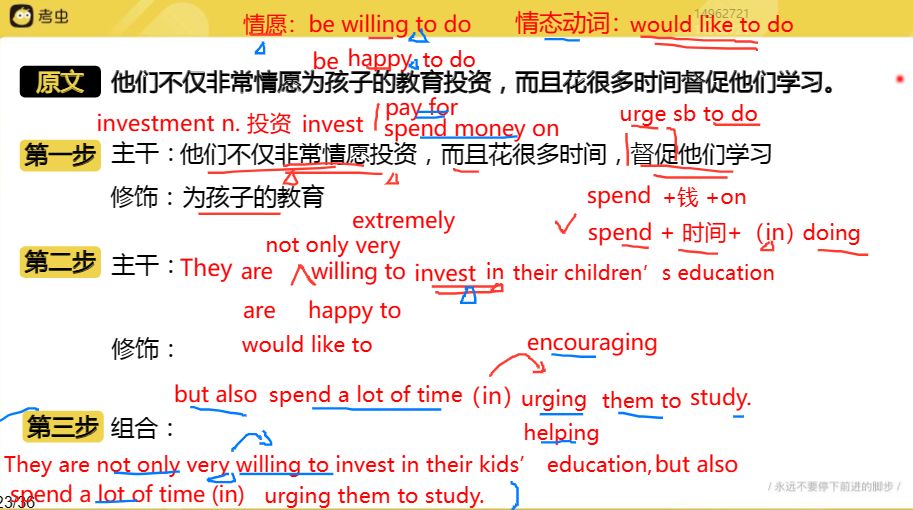 考虫
14962721
情愿：be willing to do 情态动词：would like to do
be happy to do
原文 他们不仅非常情愿为孩子的教育投资，而且花很多时间督促他们学习。
pay for
urge sb to do
investment n. 投资 invest spend money on
第一步 主干：他们不仅非常情愿投资，而且花很多时间，督促他们学习
修饰：为孩子的教育
spend +钱 +on
extremely
spend + 时间+（in）doing
not only very
第二步 主干：They are willing to invest in their children’s education
are happy to
修饰：
would like to
encouraging
but also spend a lot of time（in）urging them to study.
第三步 组合：
helping
They are not only very willing to invest in their kids’ education,but also
spend a lot of time (in) urging them to study.
23/36
/ 永远不要停下前进的脚步 /